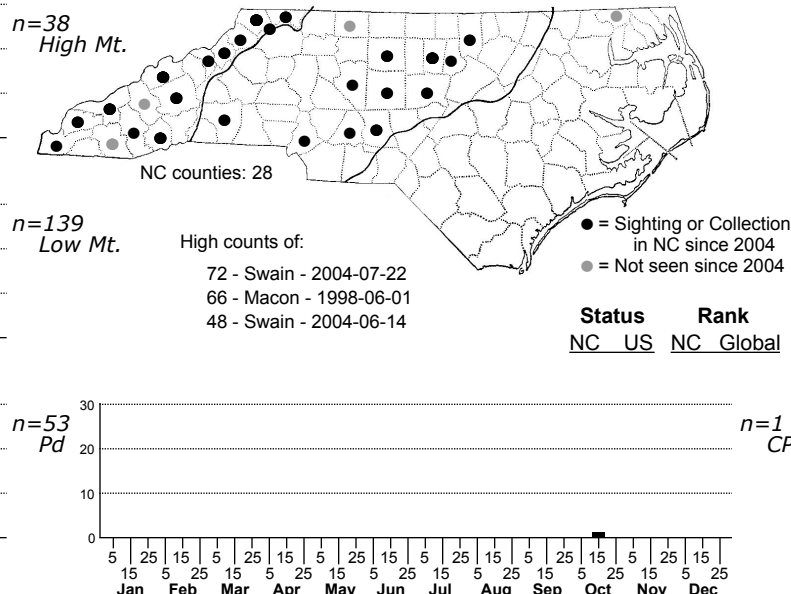 n=38
High Mt.
NC counties: 28
n=139
Low Mt.
High counts of:
72 - Swain - 2004-07-22
66 - Macon - 1998-06-01
48 - Swain - 2004-06-14
= Sighting or Collection
in NC since 2004
= Not seen since 2004
Status Rank
NC US NC Global
n=53
Pd
30
20
10
0
n=1
CP
5 25 15 5 25 15 5 25 15 5 25 15 5 25 15 5 25 15
15 5 25 15 5 25 15 5 25 15 5 25 15 5 25 15 5 25
Jan Feb Mar Apr May Jun Jul Aug Sep Oct Nov Dec